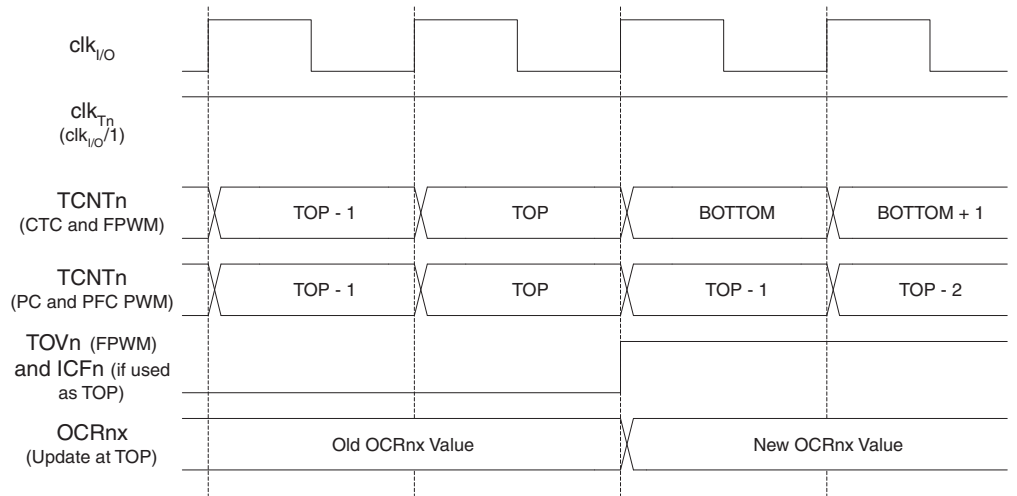 clkI/O
clkTn
(clkI/O/1)
TCNTn
(CTC and FPWM)
TOP - 1
TOP
BOTTOM
BOTTOM + 1
TCNTn
(PC and PFC PWM)
TOP - 1
TOP
TOP - 1
TOP - 2
TOVn (FPWM)
and ICFn (if used
as TOP)
OCRnx
(Update at TOP)
Old OCRnx Value
New OCRnx Value